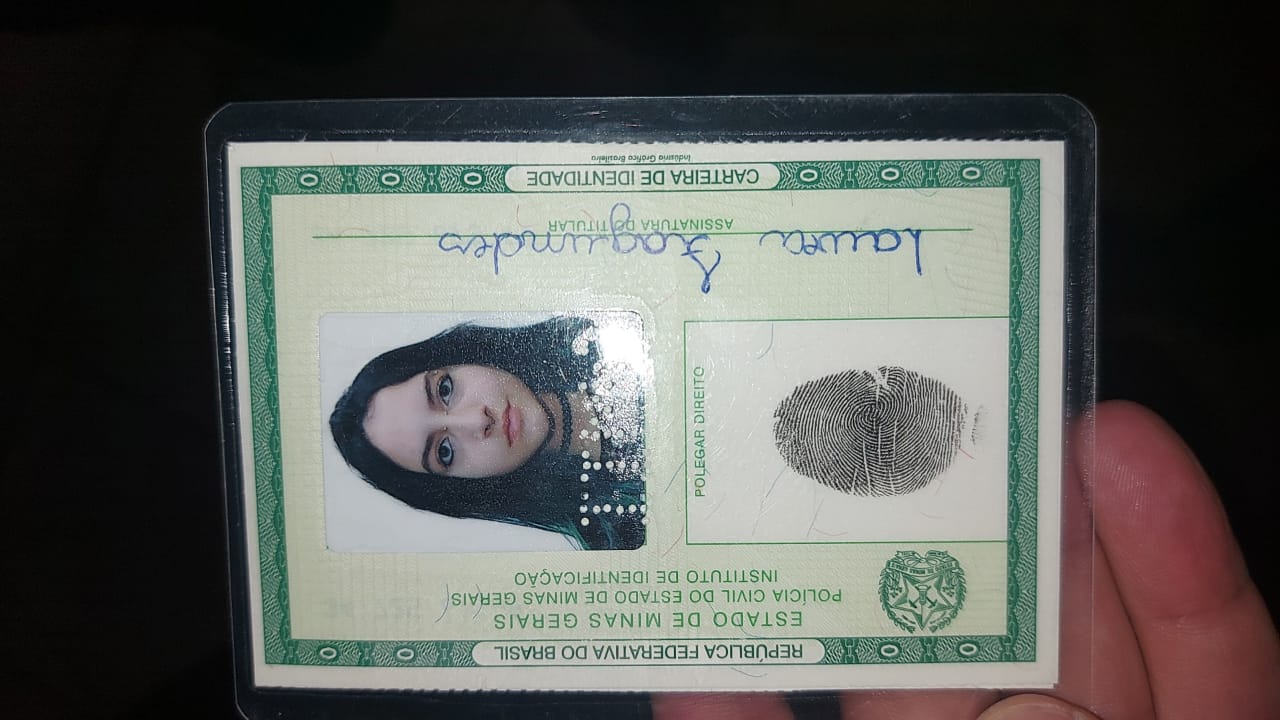 REPÚBLICA FEDERATIVA DO BRASIL
ESTADO DE MINAS GERAIS
POLÍCIA CIVIL DO ESTADO DE MINAS GERAIS
INSTITUTO DE IDENTIFICAÇÃO
POLEGAR DIREITO
Laura Fagundes
ASSINATURA DO TITULAR
CARTEIRA DE IDENTIDADE
Indústria Gráfica Brasileira